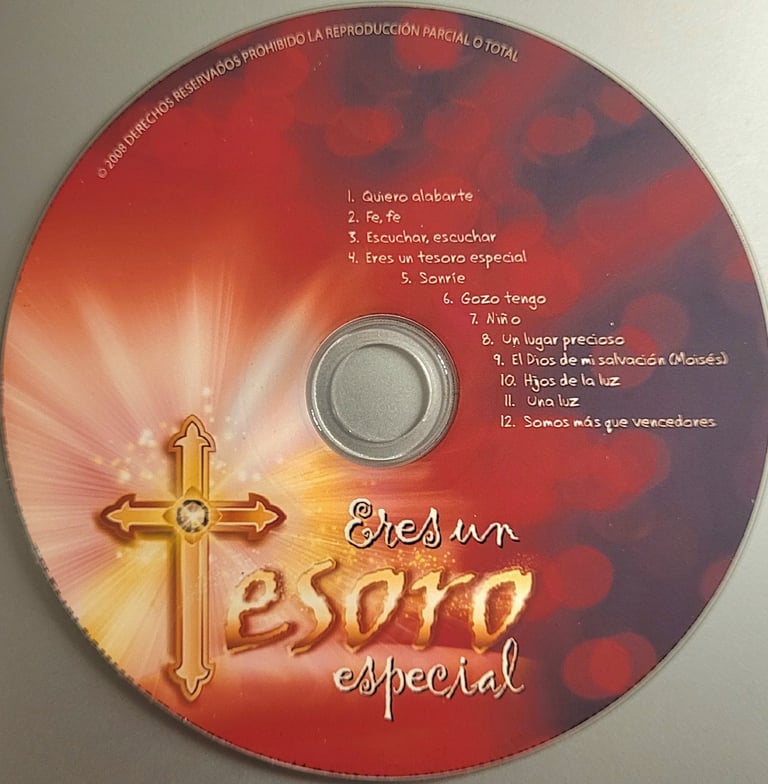 © 2008 DERECHOS RESERVADOS PROHIBIDO LA REPRODUCCIÓN PARCIAL O TOTAL
1. Quiero alabarte
2. Fe, fe
3. Escuchar, escuchar
4. Eres un tesoro especial
5. Sonríe
6. Gozo tengo
7. Niño
8. Un lugar precioso
9. El Dios de mi salvación (Moisés)
10. Hijos de la luz
11. Una luz
12. Somos más que vencedores
Eres un
tesoro
especial